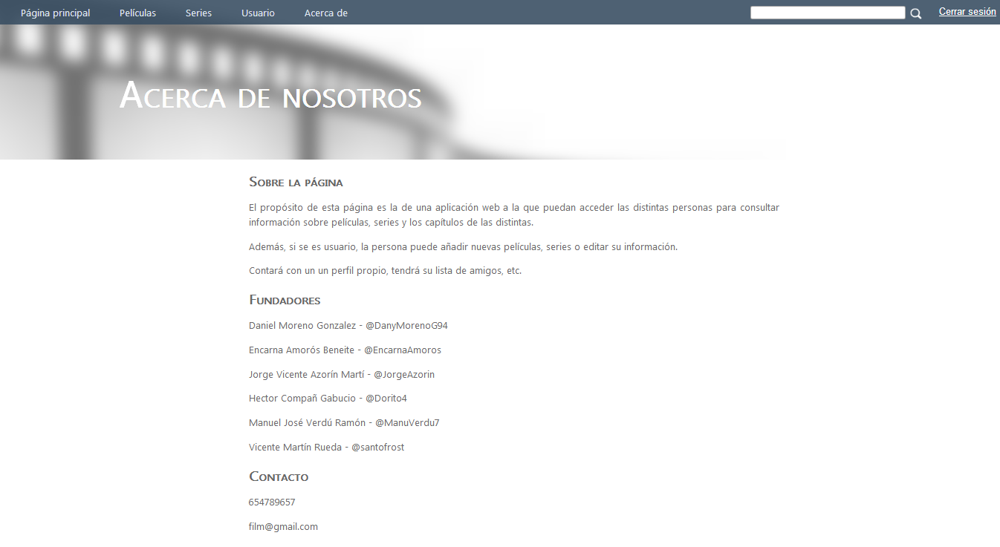 Página principal Películas Series Usuario Acerca de Cerrar sesión
Acerca de nosotros
Sobre la página
El propósito de esta página es la de una aplicación web a la que puedan acceder las distintas personas para consultar
información sobre películas, series y los capítulos de las distintas.
Además, si se es usuario, la persona puede añadir nuevas películas, series o editar su información.
Contará con un un perfil propio, tendrá su lista de amigos, etc.
Fundadores
Daniel Moreno Gonzalez - @DanyMorenoG94
Encarna Amorós Beneite - @EncarnaAmoros
Jorge Vicente Azorín Martí - @JorgeAzorin
Hector Compañ Gabucio - @Dorito4
Manuel José Verdú Ramón - @ManuVerdu7
Vicente Martín Rueda - @santofrost
Contacto
654789657
film@gmail.com